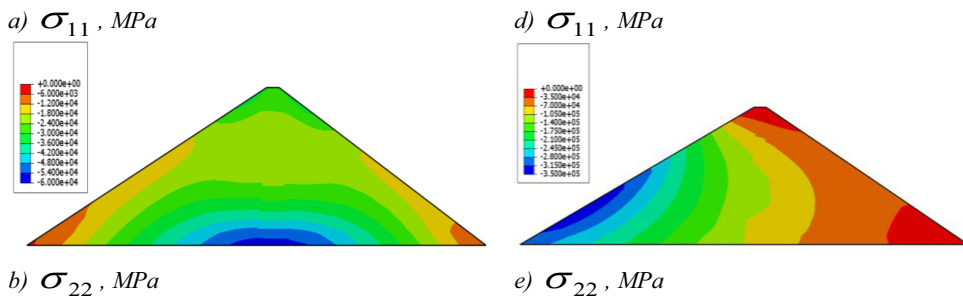 a) σ11 , MPa
d) σ11 , MPa
+0.000e+00
-6.000e+03
-1.200e+04
-1.800e+04
-2.400e+04
-3.000e+04
-3.600e+04
-4.200e+04
-4.800e+04
-5.400e+04
-6.000e+04
+0.000e+00
-3.500e+04
-7.000e+04
-1.050e+05
-1.400e+05
-1.750e+05
-2.100e+05
-2.450e+05
-2.800e+05
-3.150e+05
-3.500e+05
b) σ22 , MPa
e) σ22 , MPa